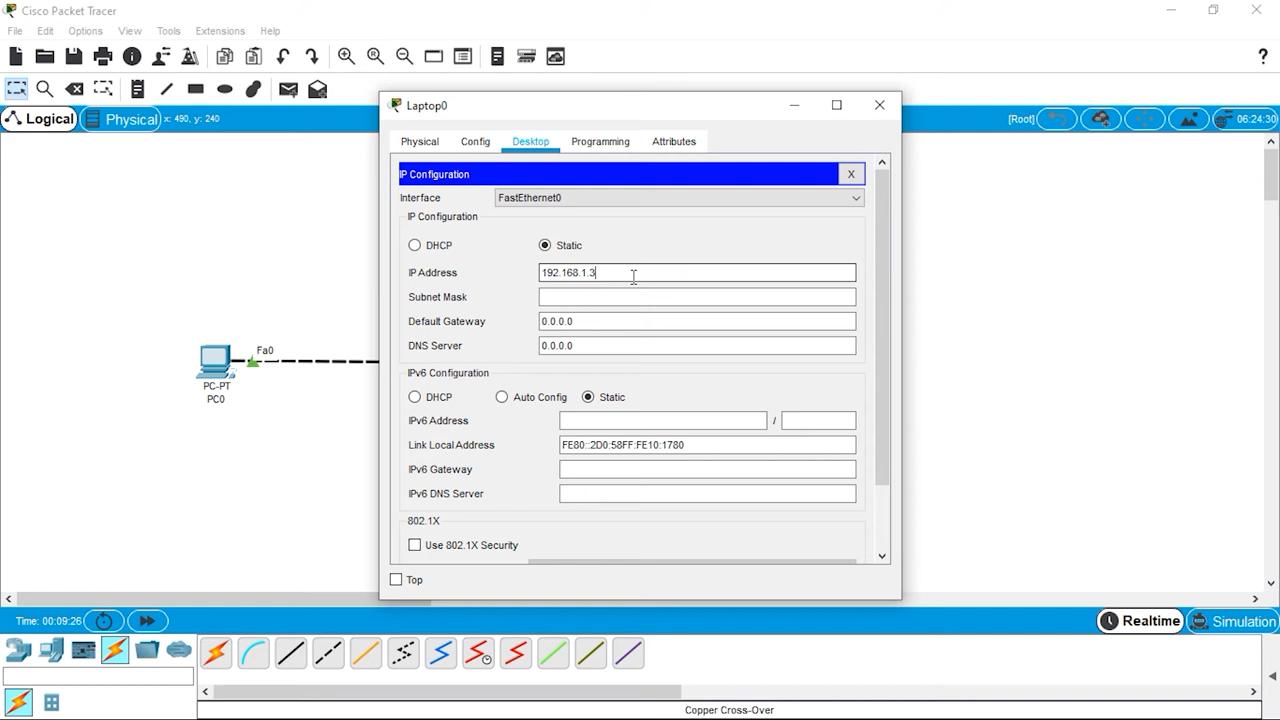 Cisco Packet Tracer
File Edit Options View Tools Extensions Help
?
Logical Physical x: 490, y: 240 [Root] 06:24:30
Laptop0
Physical Config Desktop Programming Attributes
IP Configuration X
Interface FastEthernet0
IP Configuration
DHCP Static
IP Address 192.168.1.3
Subnet Mask
Default Gateway 0.0.0.0
DNS Server 0.0.0.0
IPv6 Configuration
DHCP Auto Config Static
IPv6 Address /
Link Local Address FE80::2D0:58FF:FE10:1780
IPv6 Gateway
IPv6 DNS Server
802.1X
Use 802.1X Security
Top
Fa0
PC-PT
PC0
Time: 00:09:26 Realtime Simulation
Copper Cross-Over